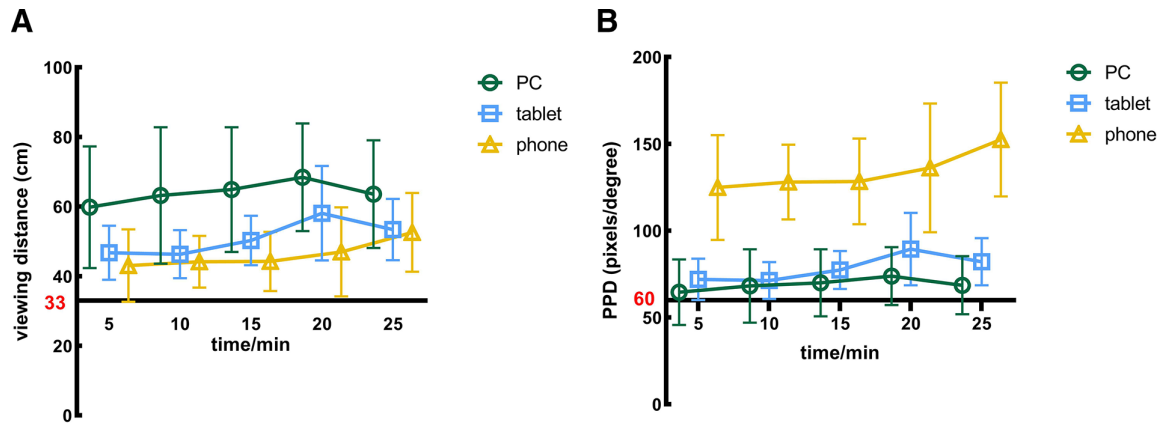 A
viewing distance (cm)
100
80
60
40
33
20
0
5 10 15 20 25
time/min
PC
tablet
phone
B
PPD (pixels/degree)
200
150
100
60
50
0
5 10 15 20 25
time/min
PC
tablet
phone